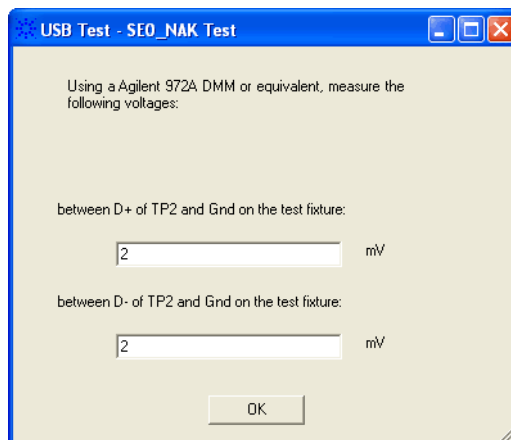 USB Test - SE0_NAK Test
Using a Agilent 972A DMM or equivalent, measure the
following voltages:
between D+ of TP2 and Gnd on the test fixture:
2 mV
between D- of TP2 and Gnd on the test fixture:
2 mV
OK